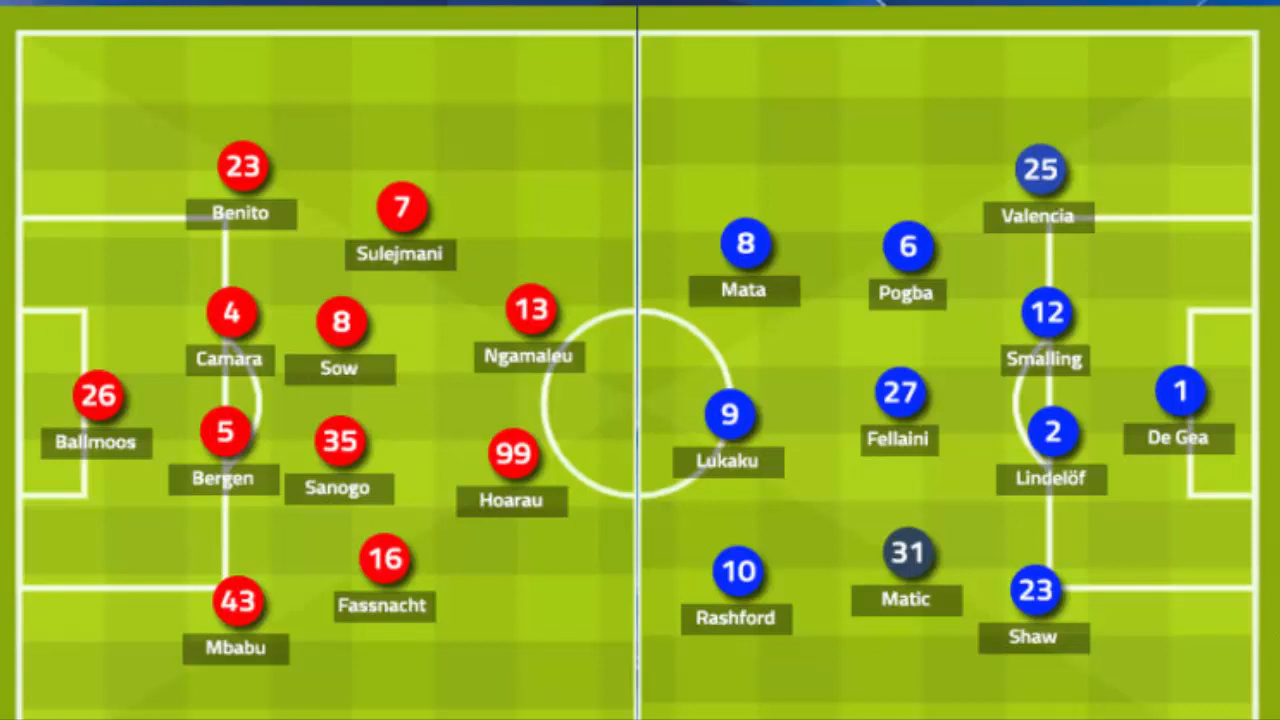 23
Benito
7
Sulejmani
4
Camara
8
Sow
13
Ngamaleu
26
Ballmoos
5
Bergen
35
Sanogo
99
Hoarau
16
Fassnacht
43
Mbabu
25
Valencia
8
Mata
6
Pogba
12
Smalling
9
Lukaku
27
Fellaini
2
Lindelöf
1
De Gea
10
Rashford
31
Matic
23
Shaw